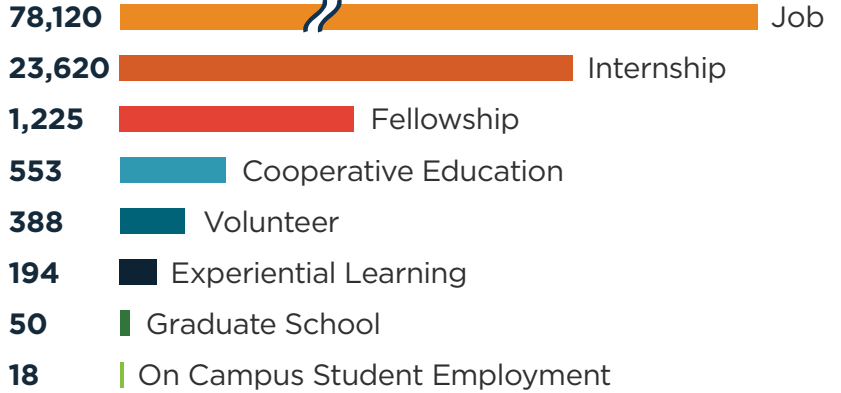 78,120 Job
23,620 Internship
1,225 Fellowship
553 Cooperative Education
388 Volunteer
194 Experiential Learning
50 Graduate School
18 On Campus Student Employment